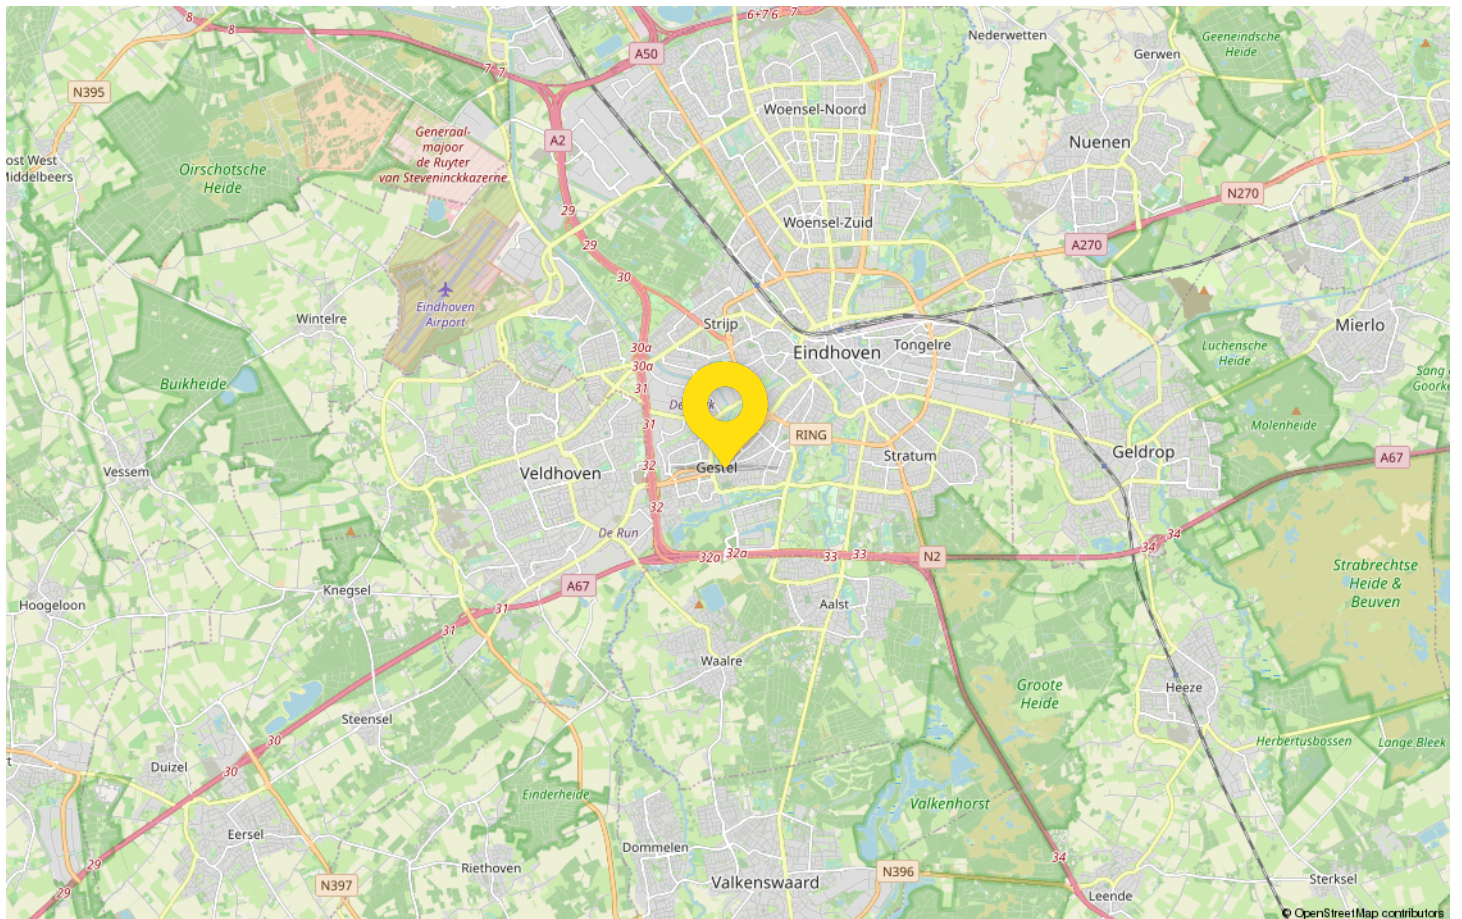 8
8
6+7 6
7
Nederwetten
Geeneindsche
Heide
Gerwen
A50
7
7
N395
Woensel-Noord
Generaal-
majoor
de Ruyter
van Steveninckkazerne
A2
Nuenen
oost West
Middelbeers
Oirschotsche
Heide
N270
29
Woensel-Zuid
29
A270
30
Eindhoven
Airport
Wintelre
Strijp
Mierlo
30a
Eindhoven
Tongelre
Luchensche
Heide
30a
Buikheide
31
Molenheide
31
RING
Stratum
Geldrop
A67
Vessem
Veldhoven
32
Gestel
32
De Run
34
34
32a
32a
33
33
N2
Strabrechtse
Heide &
Beuven
A67
Knegsel
Hoogeloon
31
31
Aalst
Waalre
Groote
Heide
Heeze
Steensel
30
Herbertusbossen
Lange Bleek
Duizel
30
Einderheide
Valkenhorst
Eersel
Dommelen
29
Riethoven
34
N397
Valkenswaard
N396
Sterksel
29
Leende
© OpenStreetMap contributors